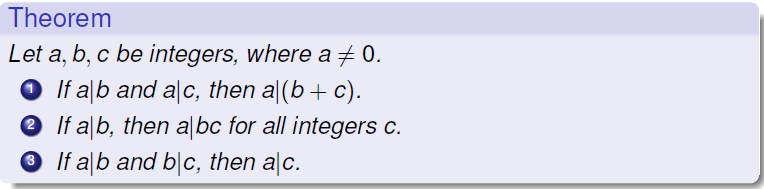 Theorem
Let a, b, c be integers, where a ≠ 0.
1 If a|b and a|c, then a|(b + c).
2 If a|b, then a|bc for all integers c.
3 If a|b and b|c, then a|c.